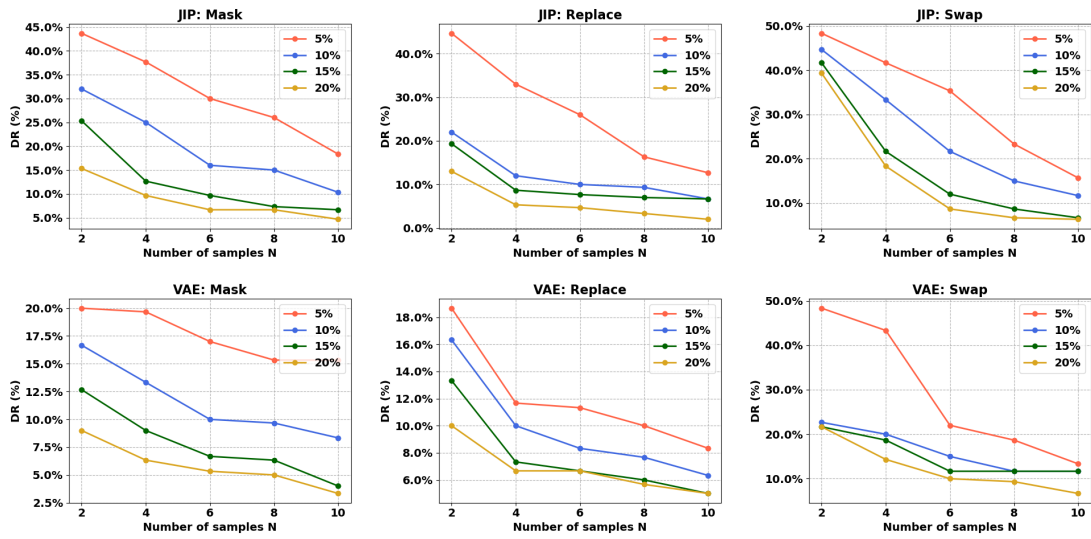 JIP: Mask
45.0%
40.0%
35.0%
30.0%
25.0%
20.0%
15.0%
10.0%
5.0%
DR (%)
2 4 6 8 10
Number of samples N
5%
10%
15%
20%
JIP: Replace
40.0%
30.0%
20.0%
10.0%
0.0%
DR (%)
2 4 6 8 10
Number of samples N
5%
10%
15%
20%
JIP: Swap
50.0%
40.0%
30.0%
20.0%
10.0%
DR (%)
2 4 6 8 10
Number of samples N
5%
10%
15%
20%
VAE: Mask
20.0%
17.5%
15.0%
12.5%
10.0%
7.5%
5.0%
2.5%
DR (%)
2 4 6 8 10
Number of samples N
5%
10%
15%
20%
VAE: Replace
18.0%
16.0%
14.0%
12.0%
10.0%
8.0%
6.0%
DR (%)
2 4 6 8 10
Number of samples N
5%
10%
15%
20%
VAE: Swap
50.0%
40.0%
30.0%
20.0%
10.0%
DR (%)
2 4 6 8 10
Number of samples N
5%
10%
15%
20%